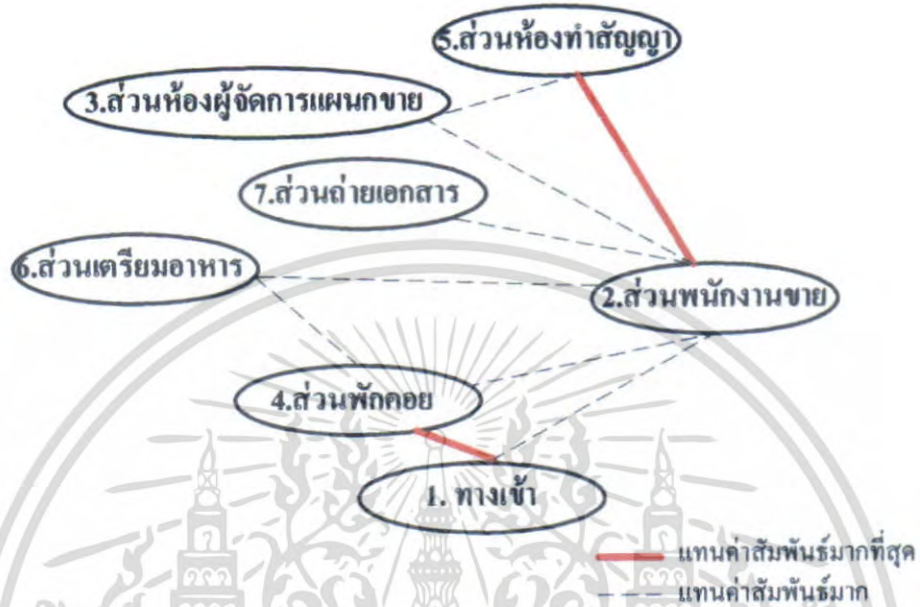 5.ส่วนห้องทำสัญญา
3.ส่วนห้องผู้จัดการแผนกขาย
7.ส่วนถ่ายเอกสาร
6.ส่วนเตรียมอาหาร
2.ส่วนพนักงานขาย
4.ส่วนพักคอย
1. ทางเข้า
แทนค่าสัมพันธ์มากที่สุด
แทนค่าสัมพันธ์มาก